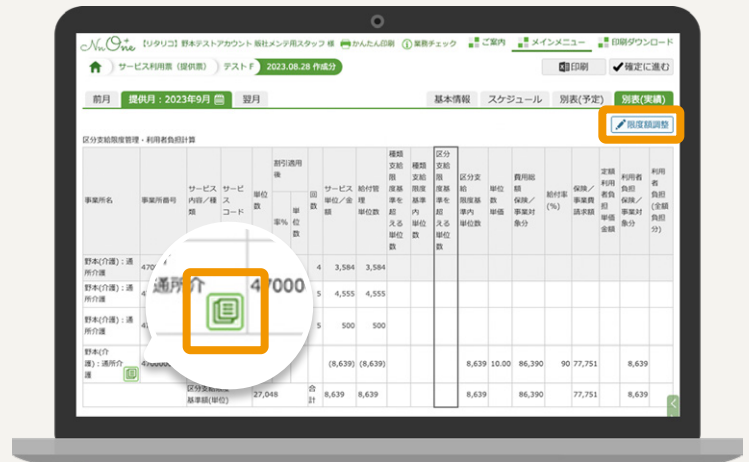 NnOne 【リタリコ】野本テストアカウント 販社メンテ用スタッフ 様 かんたん印刷 業務チェック ご案内 メインメニュー 印刷ダウンロード
サービス利用票（提供票） テスト F 2023.08.28 作成分 印刷 確定に進む
前月 提供月：2023年9月 翌月 基本情報 スケジュール 別表(予定) 別表(実績)
限度額調整
区分支給限度管理・利用者負担計算
事業所名 事業所番号 サービス内容／種類 サービスコード 単位数 割引適用後 率% 単位数 回数 サービス単位／金額 給付管理単位数 種類支給限度基準を超える単位数 種類支給限度基準内単位数 区分支給限度基準を超える単位数 区分支給限度基準内単位数 単位数単価 費用総額保険／事業対象分 給付率(%) 保険／事業費請求額 定額利用者負担単価金額 利用者負担保険／事業対象分 利用者負担(全額負担分)
野本(介護)：通所介護 4 3,584 3,584
野本(介護)：通所介護 5 4,555 4,555
野本(介護)：通所介護 5 500 500
野本(介護)：通所介護 (8,639) (8,639) 8,639 10.00 86,390 90 77,751 8,639
基準額(単位) 27,048 合計 8,639 8,639 8,639 86,390 77,751 8,639
通所介 47000